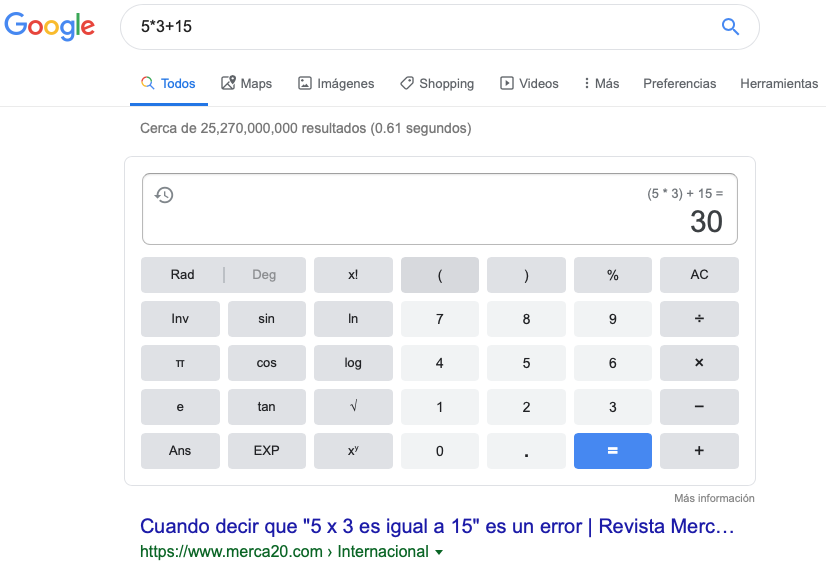 Google
5*3+15
Todos Maps Imágenes Shopping Videos Más Preferencias Herramientas
Cerca de 25,270,000,000 resultados (0.61 segundos)
(5 * 3) + 15 =
30
Rad | Deg x! ( ) % AC
Inv sin ln 7 8 9 ÷
π cos log 4 5 6 ×
e tan √ 1 2 3 −
Ans EXP xʸ 0 . = +
Más información
Cuando decir que "5 x 3 es igual a 15" es un error | Revista Merc…
https://www.merca20.com › Internacional